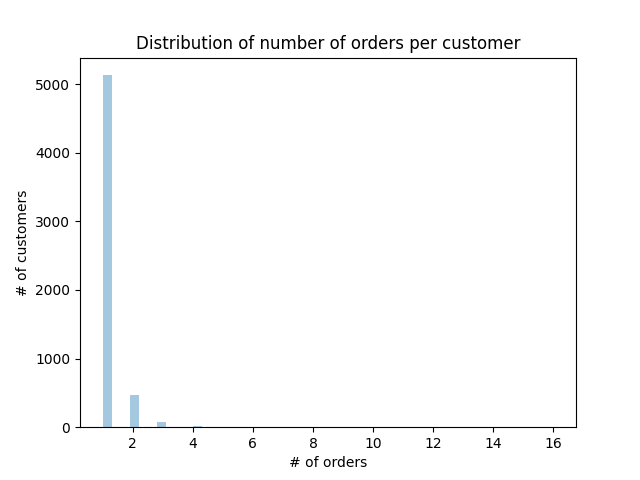 Distribution of number of orders per customer
5000
4000
3000
2000
1000
0
# of customers
2 4 6 8 10 12 14 16
# of orders